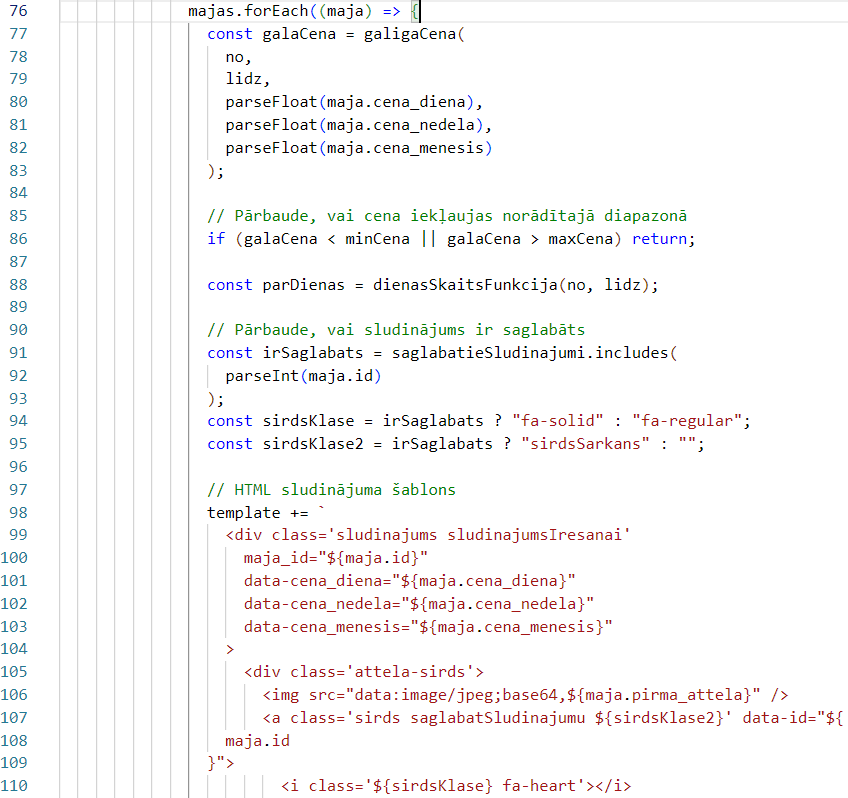 76 majas.forEach((maja) => {
77 const galaCena = galigaCena(
78 no,
79 lidz,
80 parseFloat(maja.cena_diena),
81 parseFloat(maja.cena_nedela),
82 parseFloat(maja.cena_menesis)
83 );
84
85 // Pārbaude, vai cena iekļaujas norādītajā diapazonā
86 if (galaCena < minCena || galaCena > maxCena) return;
87
88 const parDienas = dienasSkaitsFunkcija(no, lidz);
89
90 // Pārbaude, vai sludinājums ir saglabāts
91 const irSaglabats = saglabatieSludinajumi.includes(
92 parseInt(maja.id)
93 );
94 const sirdsKlase = irSaglabats ? "fa-solid" : "fa-regular";
95 const sirdsKlase2 = irSaglabats ? "sirdsSarkans" : "";
96
97 // HTML sludinājuma šablons
98 template += `
99 <div class='sludinajums sludinajumsIresanai'
100 maja_id="${maja.id}"
101 data-cena_diena="${maja.cena_diena}"
102 data-cena_nedela="${maja.cena_nedela}"
103 data-cena_menesis="${maja.cena_menesis}"
104 >
105 <div class='attela-sirds'>
106 <img src="data:image/jpeg;base64,${maja.pirma_attela}" />
107 <a class='sirds saglabatSludinajumu ${sirdsKlase2}' data-id="${
108 maja.id
109 }">
110 <i class='${sirdsKlase} fa-heart'></i>